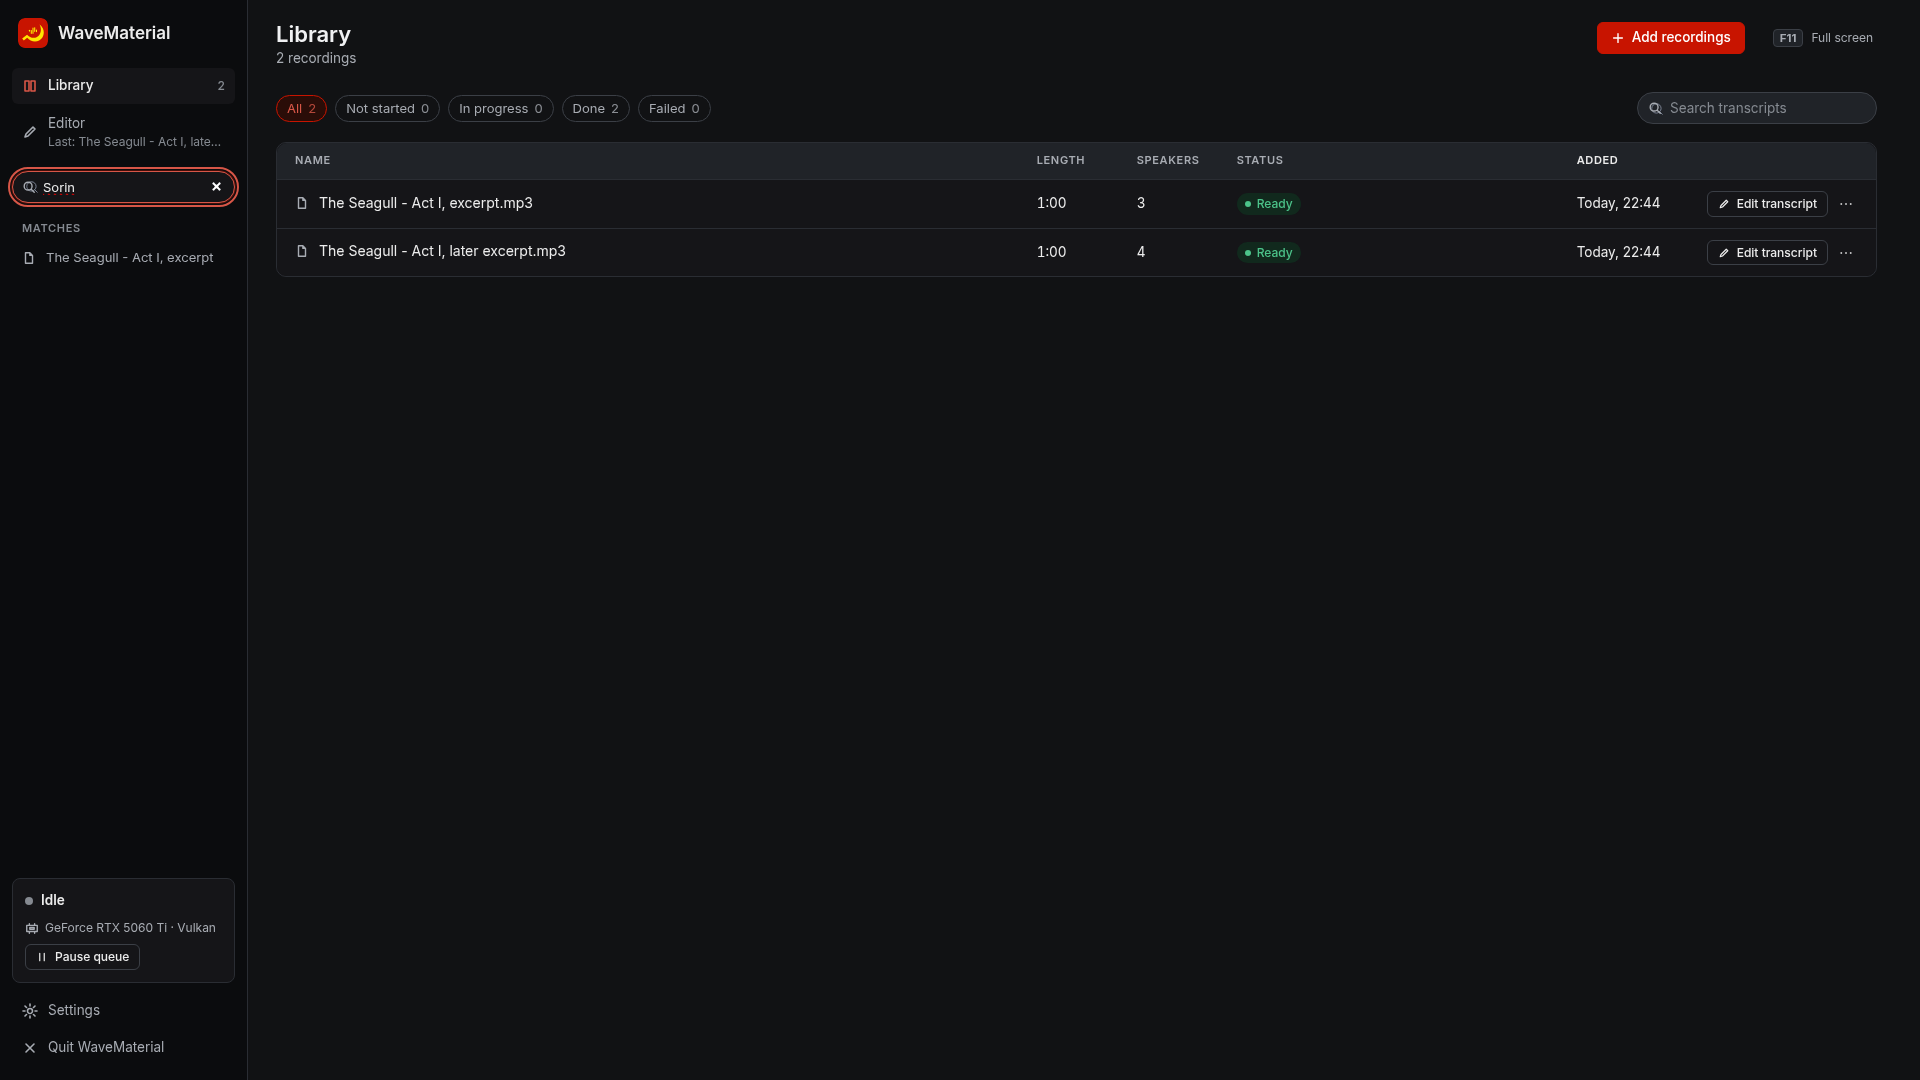 WaveMaterial
Library 2
Editor
Last: The Seagull - Act I, late...
Sorin
MATCHES
The Seagull - Act I, excerpt
Idle
GeForce RTX 5060 Ti · Vulkan
Pause queue
Settings
Quit WaveMaterial
Library
2 recordings
+ Add recordings
F11 Full screen
All 2 Not started 0 In progress 0 Done 2 Failed 0
Search transcripts
NAME LENGTH SPEAKERS STATUS ADDED
The Seagull - Act I, excerpt.mp3 1:00 3 Ready Today, 22:44 Edit transcript ...
The Seagull - Act I, later excerpt.mp3 1:00 4 Ready Today, 22:44 Edit transcript ...